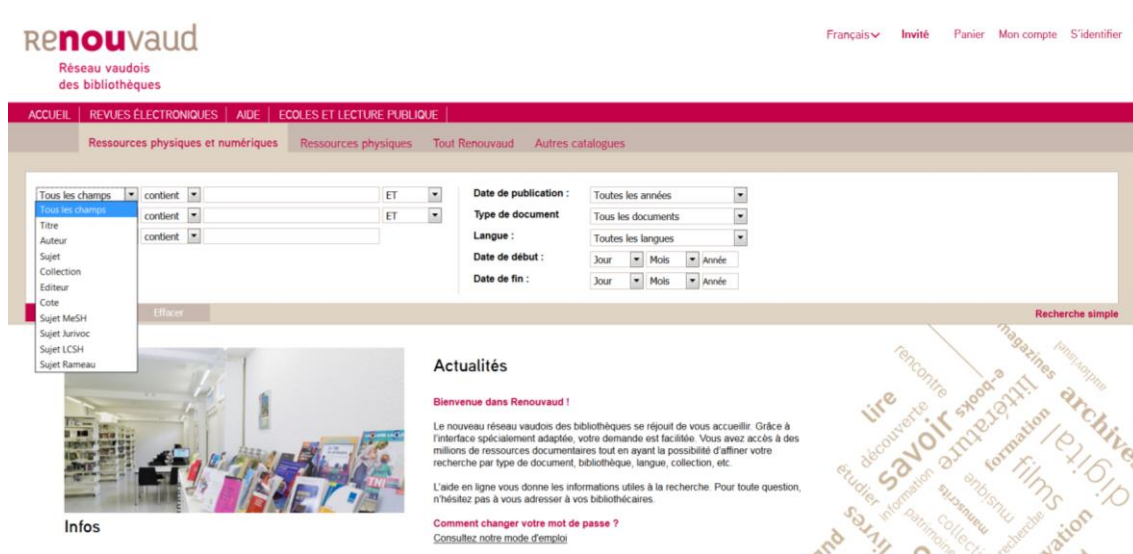 Renouvaud
Réseau vaudois
des bibliothèques
Français Invité Panier Mon compte S'identifier
ACCUEIL REVUES ÉLECTRONIQUES AIDE ECOLES ET LECTURE PUBLIQUE
Ressources physiques et numériques Ressources physiques Tout Renouvaud Autres catalogues
Tous les champs contient ET
Tous les champs contient ET
Titre
Auteur contient
Sujet
Collection
Editeur
Cote
Sujet MeSH
Sujet Jurivoc
Sujet LCSH
Sujet Rameau
Date de publication : Toutes les années
Type de document Tous les documents
Langue : Toutes les langues
Date de début : Jour Mois Année
Date de fin : Jour Mois Année
Effacer
Recherche simple
Infos
Actualités
Bienvenue dans Renouvaud !
Le nouveau réseau vaudois des bibliothèques se réjouit de vous accueillir. Grâce à
l'interface spécialement adaptée, votre demande est facilitée. Vous avez accès à des
millions de ressources documentaires tout en ayant la possibilité d'affiner votre
recherche par type de document, bibliothèque, langue, collection, etc.
L'aide en ligne vous donne les informations utiles à la recherche. Pour toute question,
n'hésitez pas à vous adresser à vos bibliothécaires.
Comment changer votre mot de passe ?
Consultez notre mode d'emploi
rencontre
magazines
audiovisuel
lire
découverte
e-books
littérature
archives
savoir
formation
digital
étudier
information
manuscrits
musique
films
livres
patrimoine
recherche